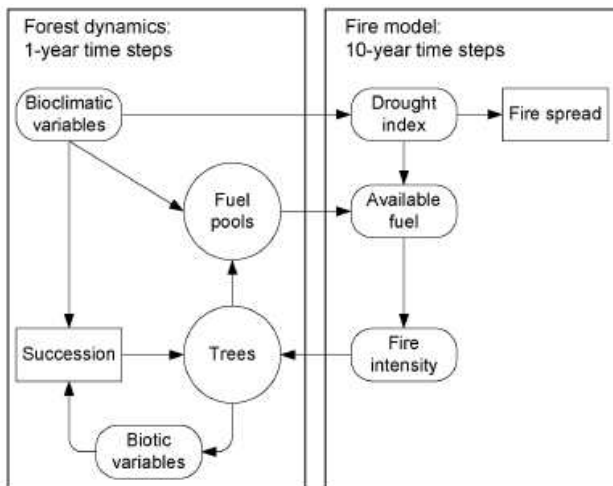 Forest dynamics:
1-year time steps
Fire model:
10-year time steps
Bioclimatic
variables
Drought
index
Fire spread
Fuel
pools
Available
fuel
Succession
Trees
Fire
intensity
Biotic
variables